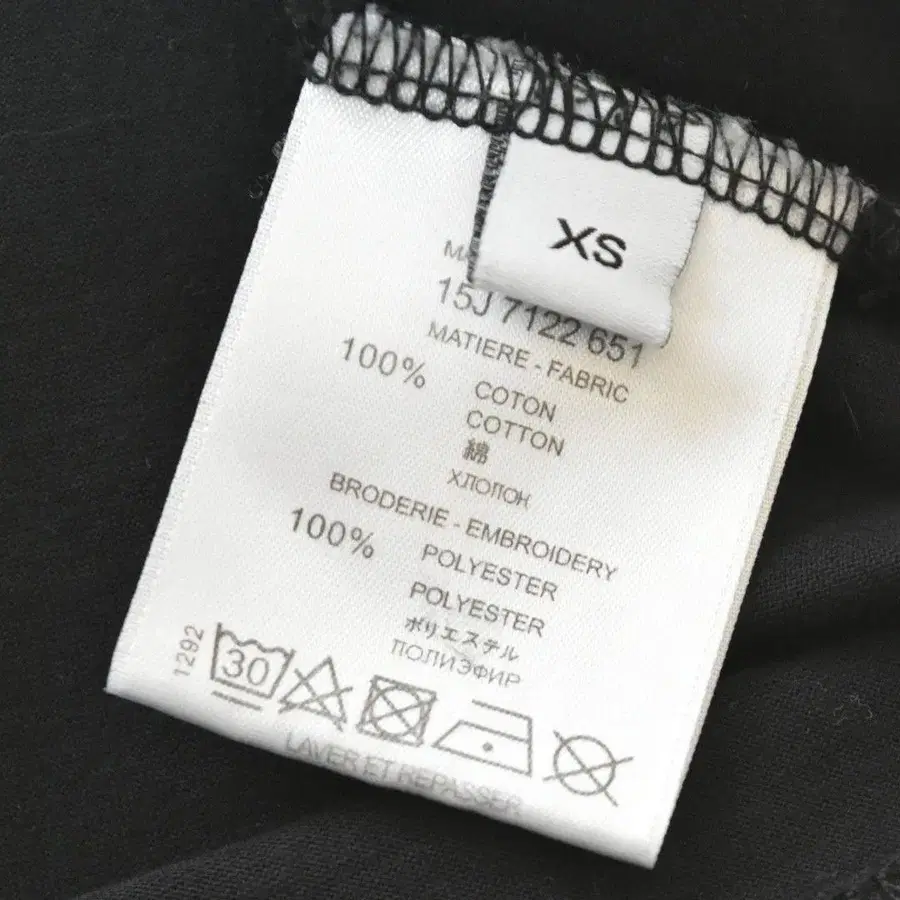 XS
15J 7122 651
MATIERE - FABRIC
100% COTON
COTTON
綿
ХЛОПОК
BRODERIE - EMBROIDERY
100% POLYESTER
POLYESTER
ポリエステル
ПОЛИЭФИР
1292
30
LAVER ET REPASSER